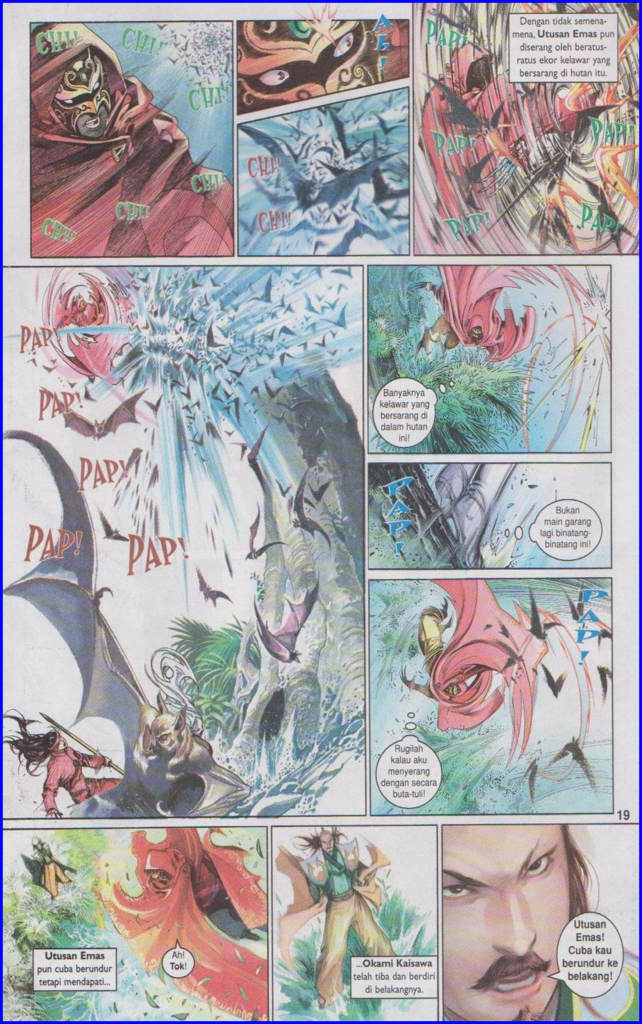 CHI!
CHI!
CHI!
CHI!
CHI!
CHI!
AH!
CHI!
CHI!
PAP!
Dengan tidak semena-
mena, Utusan Emas pun
diserang oleh beratus-
ratus ekor kelawar yang
bersarang di hutan itu.
PAP!
PAP!
PAP!
PAP!
PAP!
PAP!
PAP!
PAP!
PAP!
Banyaknya
kelawar yang
bersarang di
dalam hutan
ini!
PAP!
Bukan
main garang
lagi binatang-
binatang ini!
PAP!
Rugilah
kalau aku
menyerang
dengan secara
buta-tuli!
19
Utusan Emas
pun cuba berundur
tetapi mendapati...
Ah!
Tok!
...Okami Kaisawa
telah tiba dan berdiri
di belakangnya.
Utusan
Emas!
Cuba kau
berundur ke
belakang!